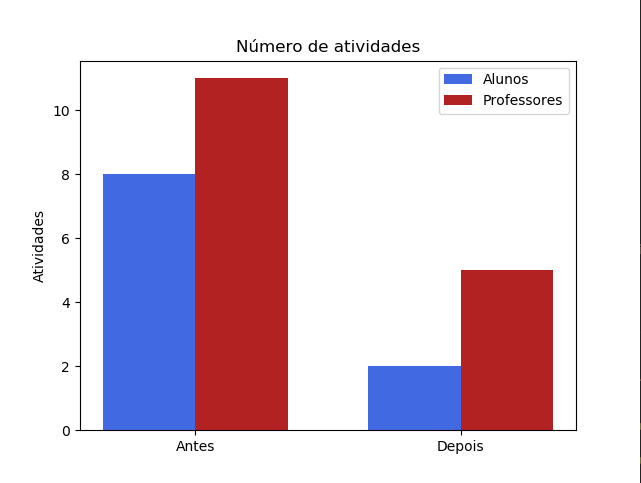 Número de atividades
Alunos
Professores
Atividades
10
8
6
4
2
0
Antes
Depois